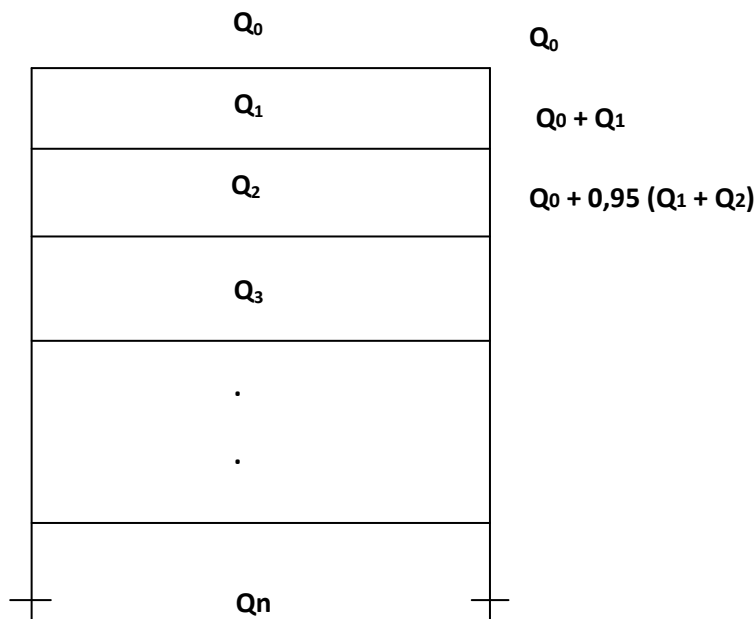 Q₀
Q₀
Q₁
Q0 + Q1
Q₂
Q0 + 0,95 (Q1 + Q2)
Q₃
.
.
Qn